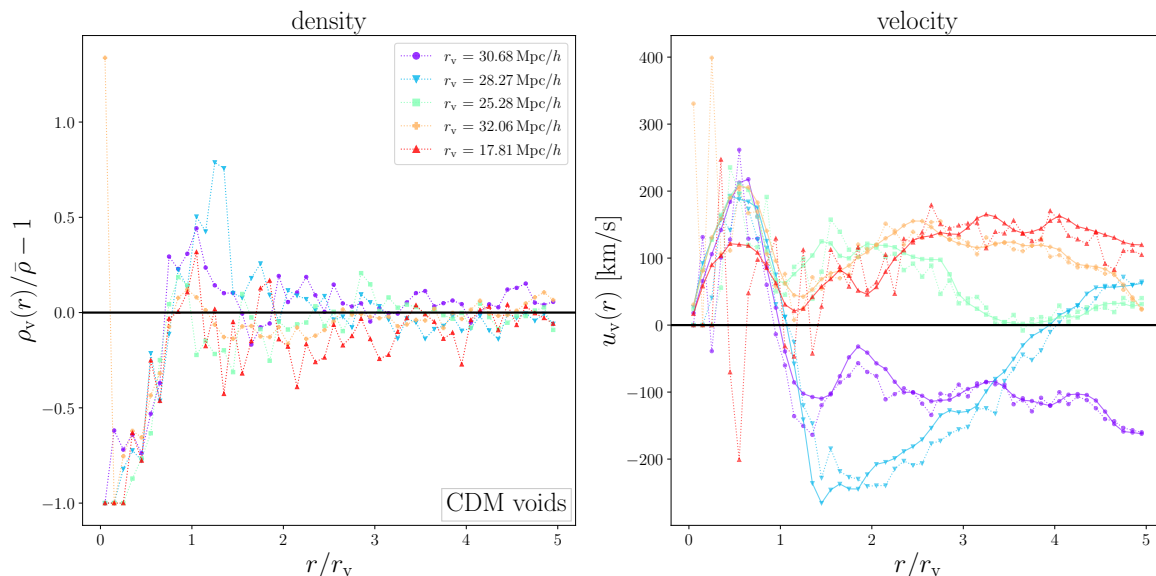 density
velocity
ρ_v(r)/ρ̄ − 1
1.0
0.5
0.0
−0.5
−1.0
r_v = 30.68 Mpc/h
r_v = 28.27 Mpc/h
r_v = 25.28 Mpc/h
r_v = 32.06 Mpc/h
r_v = 17.81 Mpc/h
CDM voids
0 1 2 3 4 5
r/r_v
u_v(r) [km/s]
400
300
200
100
0
−100
−200
0 1 2 3 4 5
r/r_v